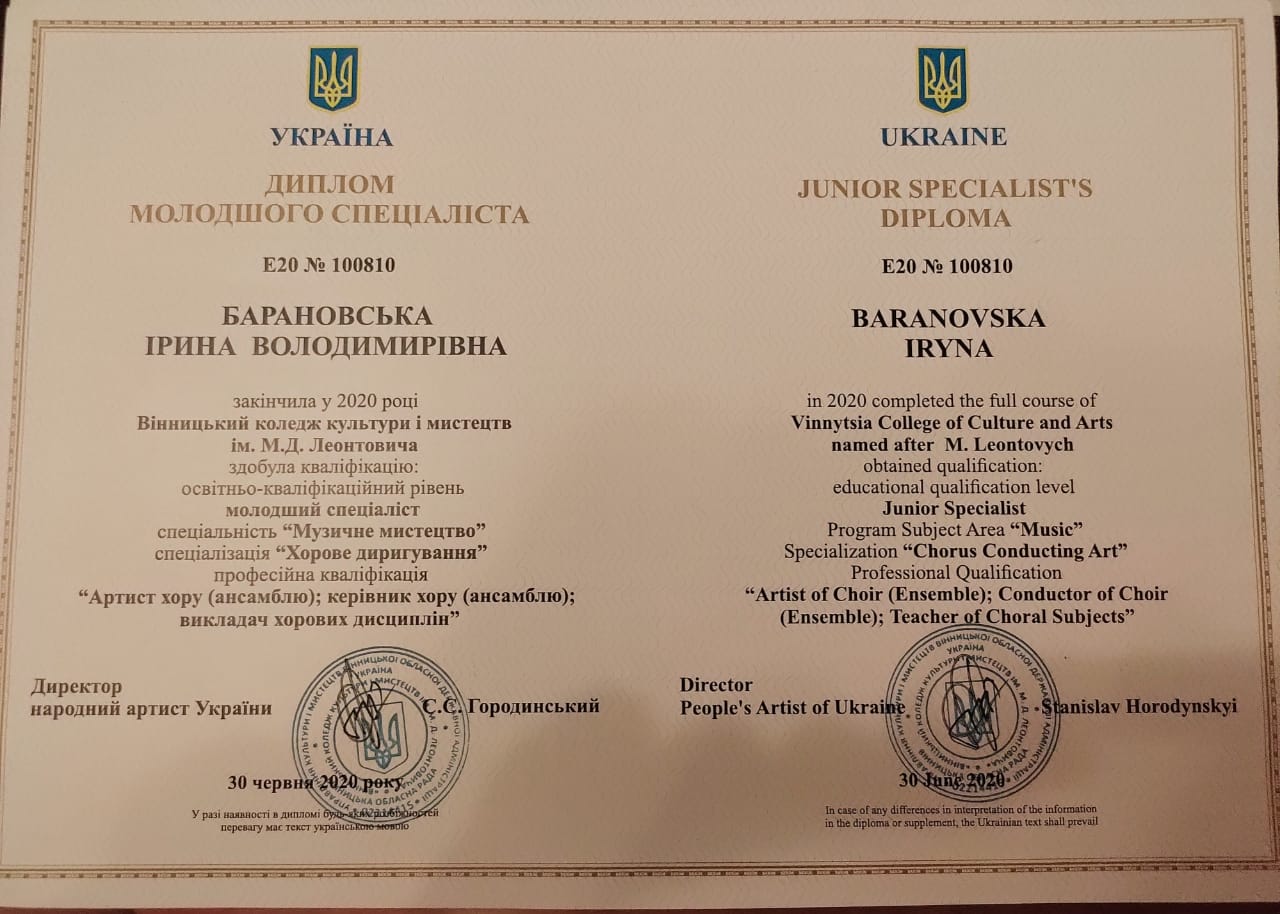 УКРАЇНА
ДИПЛОМ
МОЛОДШОГО СПЕЦІАЛІСТА
Е20 № 100810
БАРАНОВСЬКА
ІРИНА ВОЛОДИМИРІВНА
закінчила у 2020 році
Вінницький коледж культури і мистецтв
ім. М.Д. Леонтовича
здобула кваліфікацію:
освітньо-кваліфікаційний рівень
молодший спеціаліст
спеціальність “Музичне мистецтво”
спеціалізація “Хорове диригування”
професійна кваліфікація
“Артист хору (ансамблю); керівник хору (ансамблю);
викладач хорових дисциплін”
Директор
народний артист України
С.С. Городинський
30 червня 2020 року
У разі наявності в дипломі будь-яких розбіжностей
перевагу має текст українською мовою
UKRAINE
JUNIOR SPECIALIST'S
DIPLOMA
E20 № 100810
BARANOVSKA
IRYNA
in 2020 completed the full course of
Vinnytsia College of Culture and Arts
named after M. Leontovych
obtained qualification:
educational qualification level
Junior Specialist
Program Subject Area “Music”
Specialization “Chorus Conducting Art”
Professional Qualification
“Artist of Choir (Ensemble); Conductor of Choir
(Ensemble); Teacher of Choral Subjects”
Director
People's Artist of Ukraine
Stanislav Horodynskyi
30 June 2020
In case of any differences in interpretation of the information
in the diploma or supplement, the Ukrainian text shall prevail